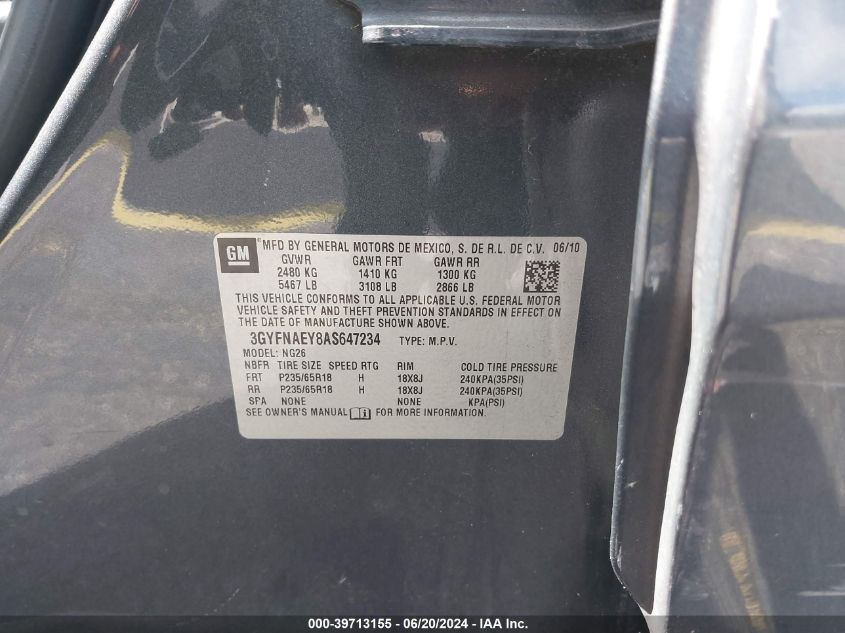 GM ® MFD BY GENERAL MOTORS DE MEXICO, S. DE R.L. DE C.V. 06/10
GVWR GAWR FRT GAWR RR
2480 KG 1410 KG 1300 KG
5467 LB 3108 LB 2866 LB
THIS VEHICLE CONFORMS TO ALL APPLICABLE U.S. FEDERAL MOTOR
VEHICLE SAFETY AND THEFT PREVENTION STANDARDS IN EFFECT ON
THE DATE OF MANUFACTURE SHOWN ABOVE.
3GYFNAEY8AS647234 TYPE: M.P.V.
MODEL: NG26
NBFR TIRE SIZE SPEED RTG RIM COLD TIRE PRESSURE
FRT P235/65R18 H 18X8J 240KPA(35PSI)
RR P235/65R18 H 18X8J 240KPA(35PSI)
SPA NONE NONE KPA(PSI)
SEE OWNER'S MANUAL FOR MORE INFORMATION.
000-39713155 - 06/20/2024 - IAA Inc.